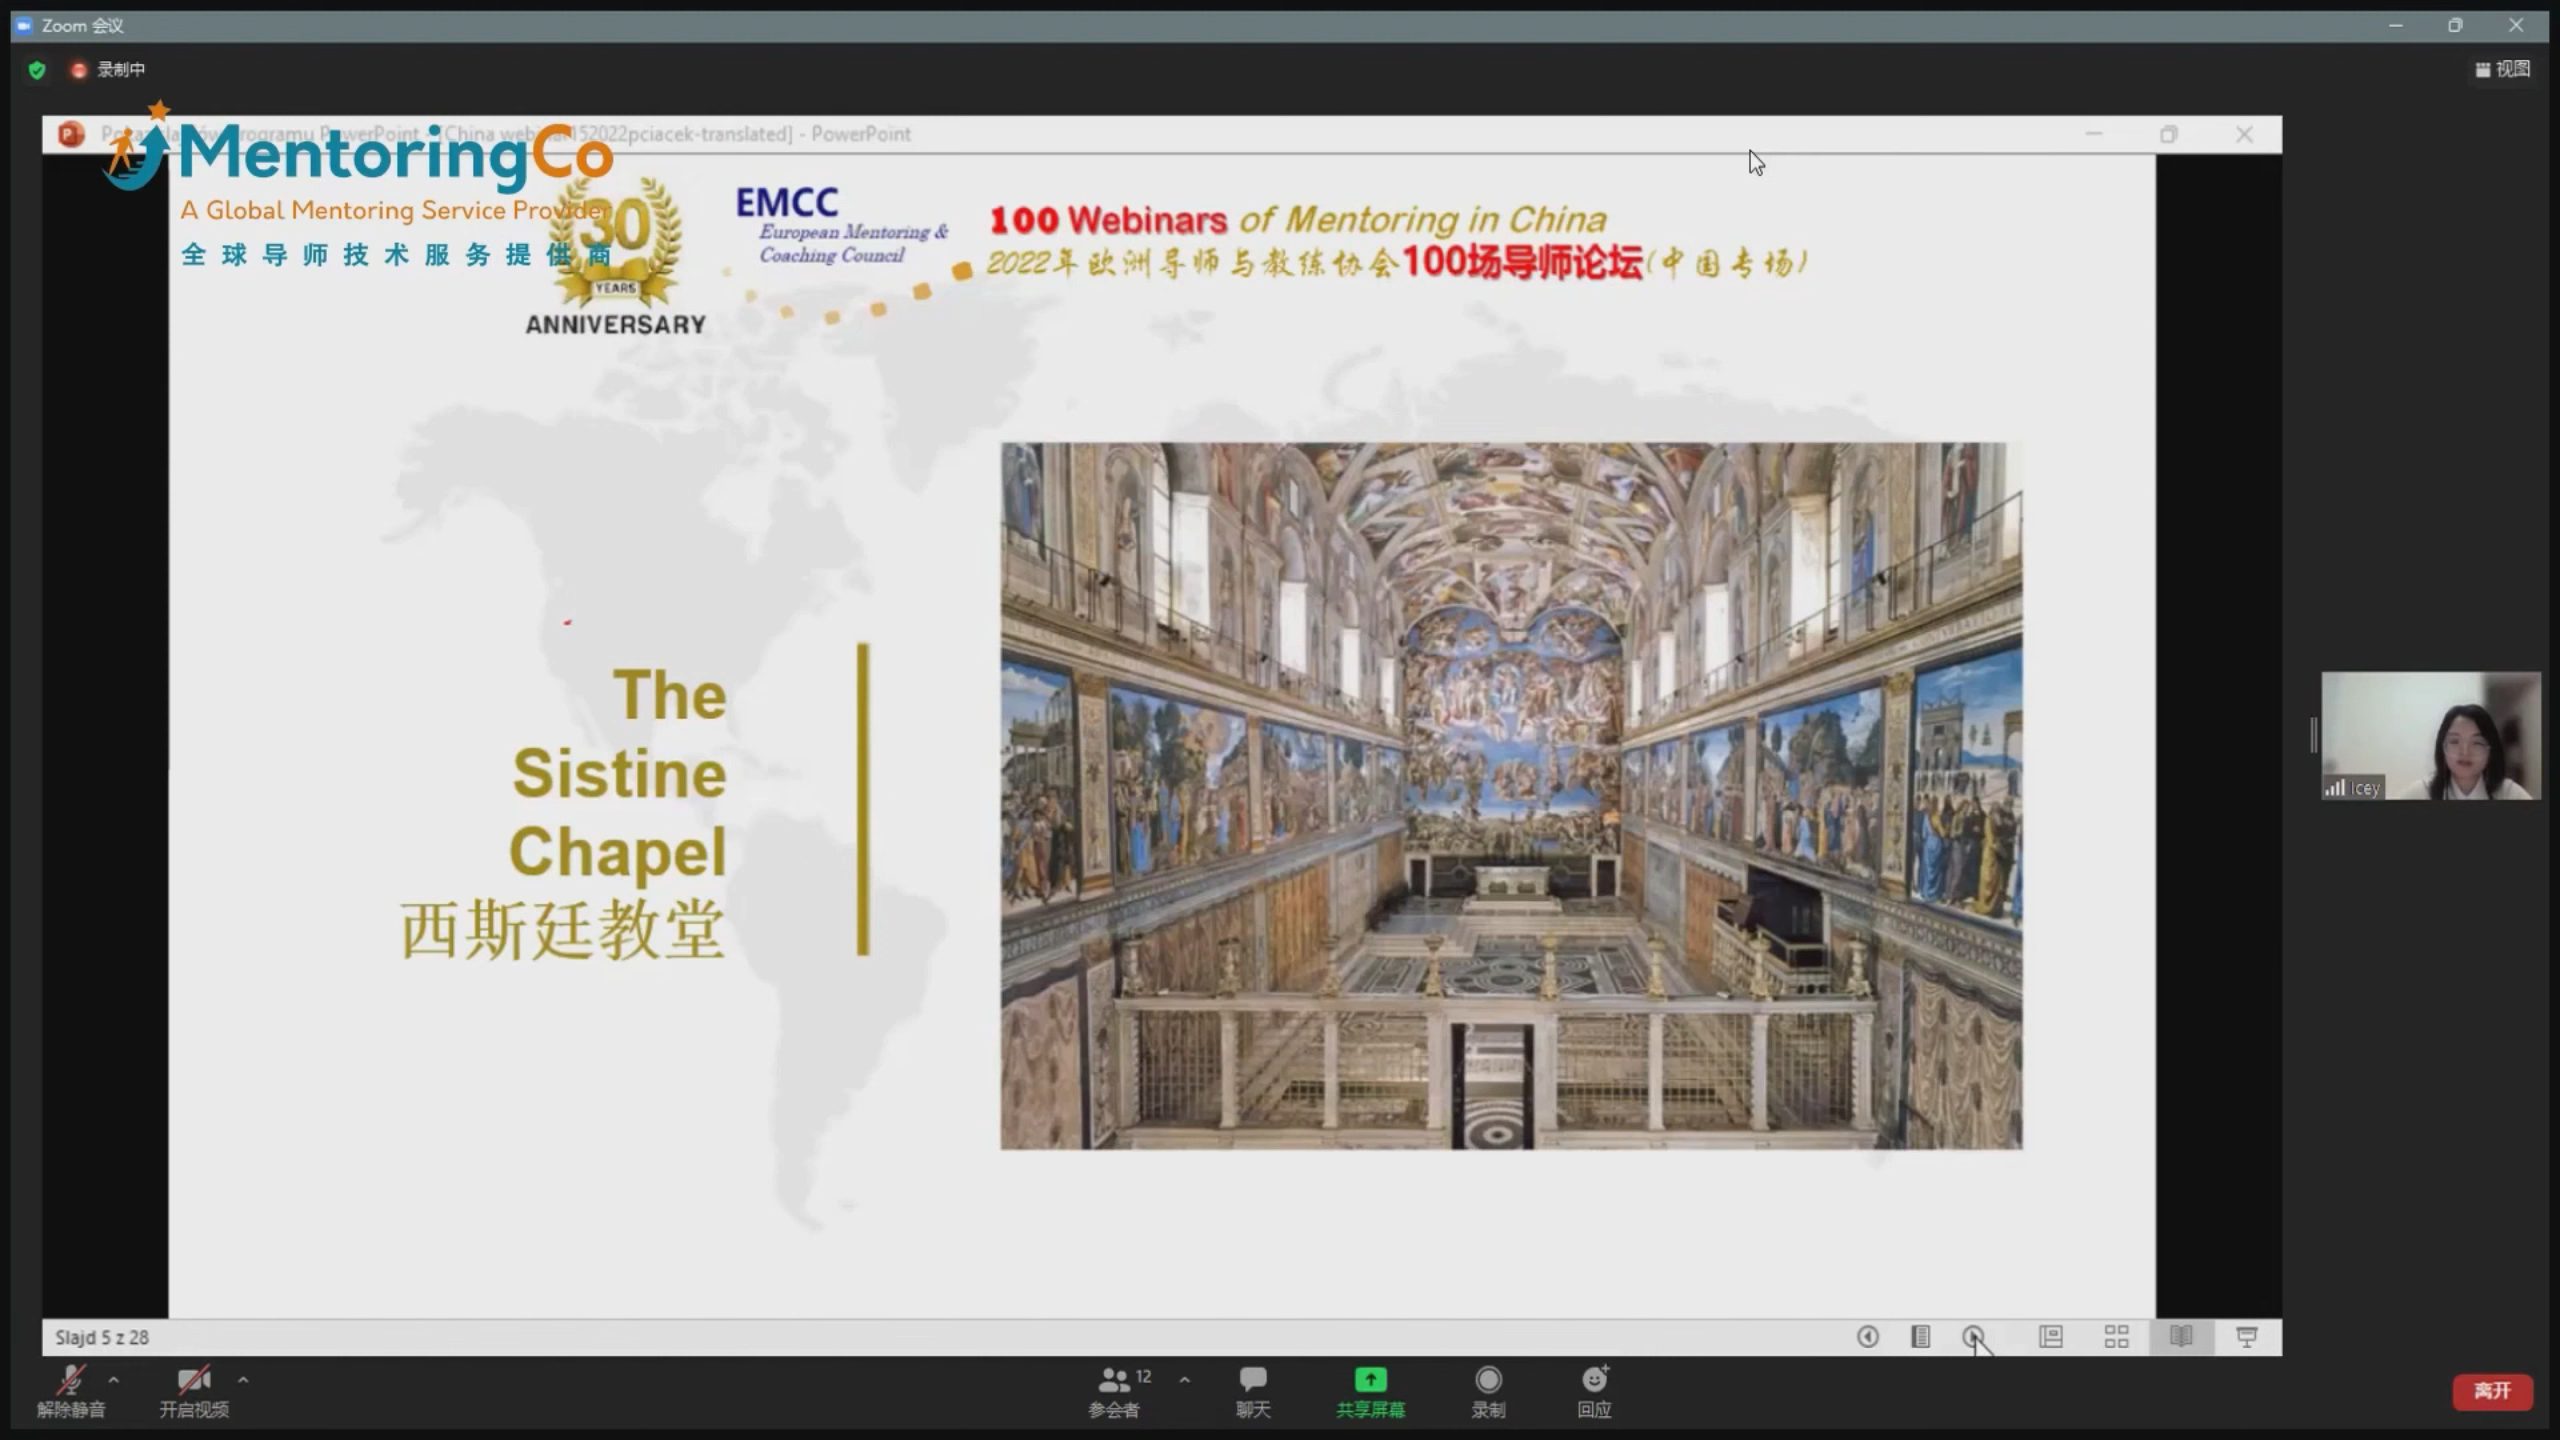 Zoom 会议
录制中
视图
[China webinar152022pciacek-translated] - PowerPoint
MentoringCo
A Global Mentoring Service Provider
全球导师技术服务提供商
30
YEARS
ANNIVERSARY
EMCC
European Mentoring &
Coaching Council
100 Webinars of Mentoring in China
2022年欧洲导师与教练协会100场导师论坛(中国专场)
The
Sistine
Chapel
西斯廷教堂
Icey
Slajd 5 z 28
解除静音
开启视频
12
参会者
聊天
共享屏幕
录制
回应
离开